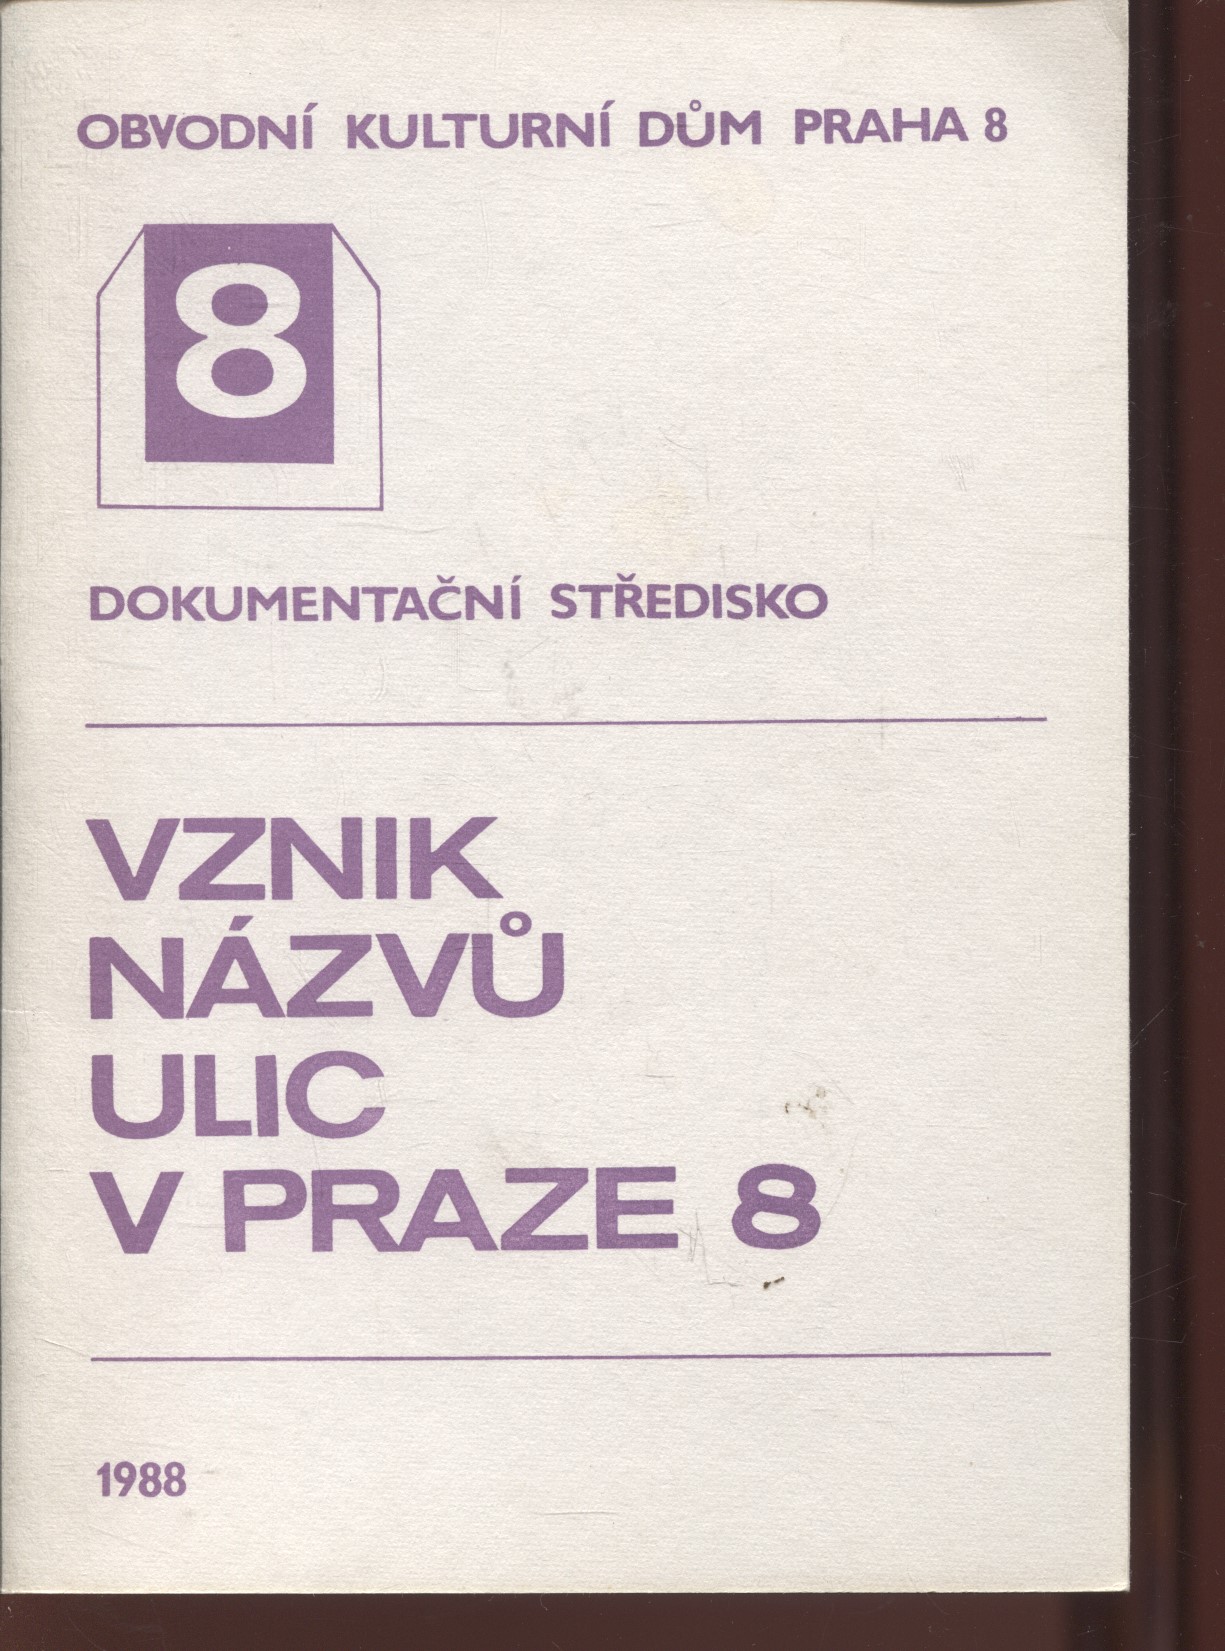 OBVODNÍ KULTURNÍ DŮM PRAHA 8
8
DOKUMENTAČNÍ STŘEDISKO
VZNIK
NÁZVŮ
ULIC
V PRAZE 8
1988